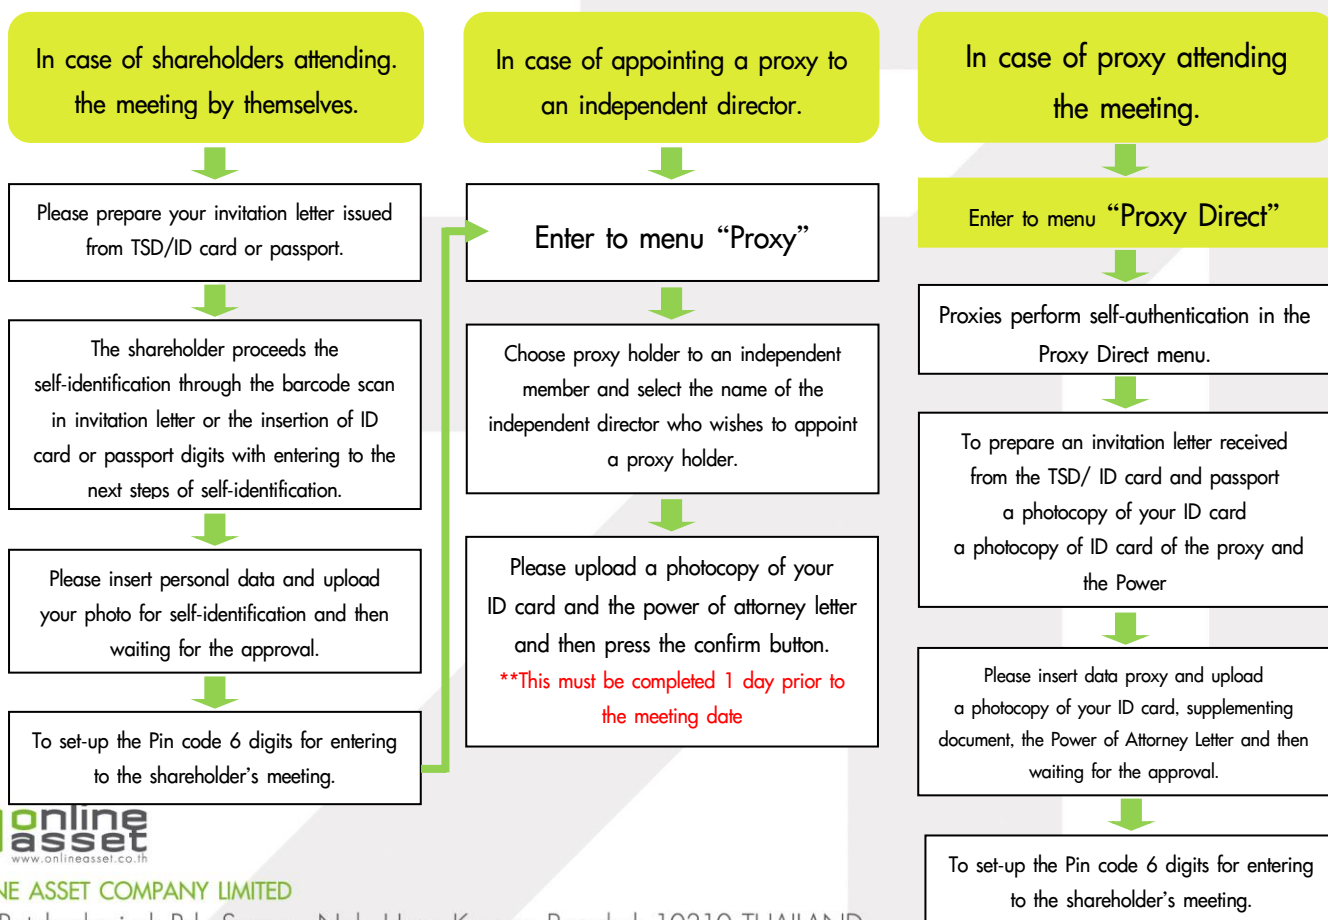 In case of shareholders attending.
the meeting by themselves.
Please prepare your invitation letter issued
from TSD/ID card or passport.
The shareholder proceeds the
self-identification through the barcode scan
in invitation letter or the insertion of ID
card or passport digits with entering to the
next steps of self-identification.
Please insert personal data and upload
your photo for self-identification and then
waiting for the approval.
To set-up the Pin code 6 digits for entering
to the shareholder’s meeting.
In case of appointing a proxy to
an independent director.
Enter to menu “Proxy”
Choose proxy holder to an independent
member and select the name of the
independent director who wishes to appoint
a proxy holder.
Please upload a photocopy of your
ID card and the power of attorney letter
and then press the confirm button.
**This must be completed 1 day prior to
the meeting date
In case of proxy attending
the meeting.
Enter to menu “Proxy Direct”
Proxies perform self-authentication in the
Proxy Direct menu.
To prepare an invitation letter received
from the TSD/ ID card and passport
a photocopy of your ID card
a photocopy of ID card of the proxy and
the Power
Please insert data proxy and upload
a photocopy of your ID card, supplementing
document, the Power of Attorney Letter and then
waiting for the approval.
To set-up the Pin code 6 digits for entering
to the shareholder’s meeting.
online
asset
www.onlineasset.co.th
NE ASSET COMPANY LIMITED
10310 THAILAND